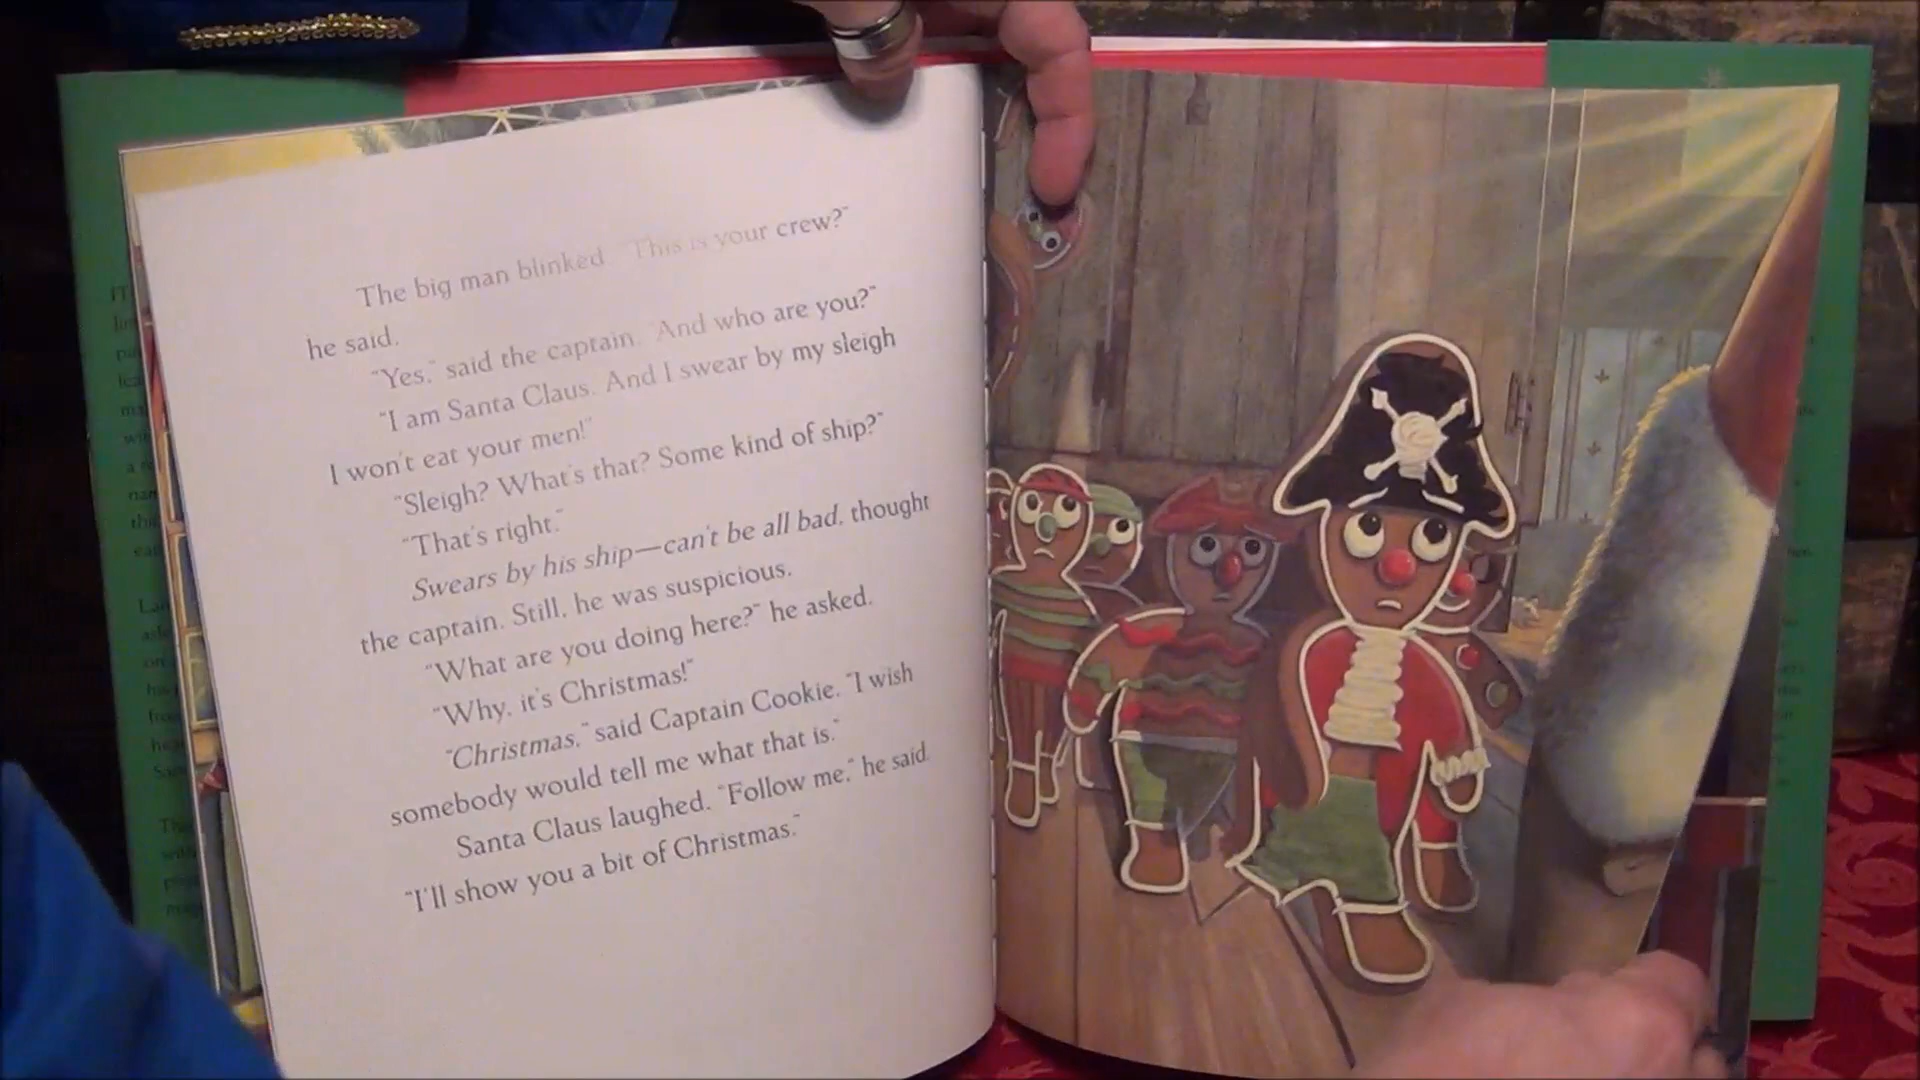 The big man blinked. "This is your crew?"
he said.
"Yes," said the captain. "And who are you?"
"I am Santa Claus. And I swear by my sleigh
I won't eat your men!"
"Sleigh? What's that? Some kind of ship?"
"That's right."
Swears by his ship—can't be all bad, thought
the captain. Still, he was suspicious.
"What are you doing here?" he asked.
"Why, it's Christmas!"
"Christmas," said Captain Cookie. "I wish
somebody would tell me what that is."
Santa Claus laughed. "Follow me," he said.
"I'll show you a bit of Christmas."